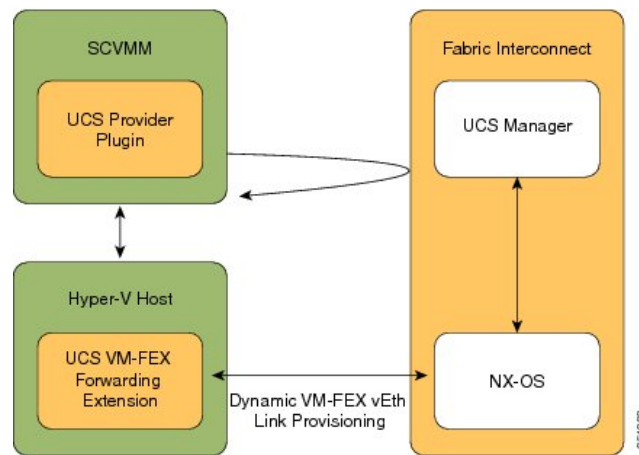 SCVMM
UCS Provider
Plugin
Fabric Interconnect
UCS Manager
Hyper-V Host
UCS VM-FEX
Forwarding
Extension
Dynamic VM-FEX vEth
Link Provisioning
NX-OS